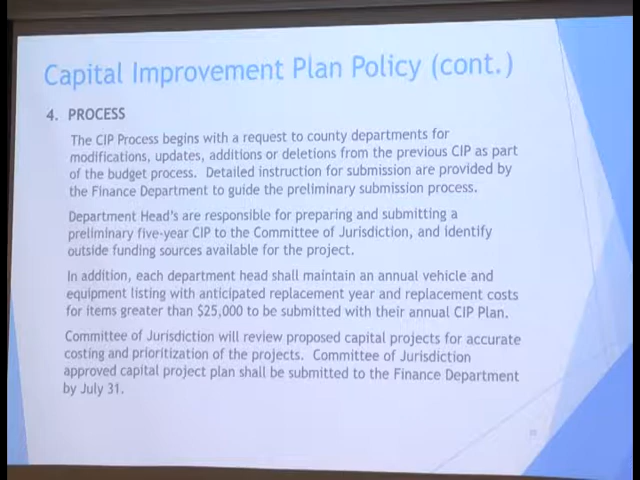 Capital Improvement Plan Policy (cont.)
4. PROCESS
The CIP Process begins with a request to county departments for
modifications, updates, additions or deletions from the previous CIP as part
of the budget process. Detailed instruction for submission are provided by
the Finance Department to guide the preliminary submission process.
Department Head's are responsible for preparing and submitting a
preliminary five-year CIP to the Committee of Jurisdiction, and identify
outside funding sources available for the project.
In addition, each department head shall maintain an annual vehicle and
equipment listing with anticipated replacement year and replacement costs
for items greater than $25,000 to be submitted with their annual CIP Plan.
Committee of Jurisdiction will review proposed capital projects for accurate
costing and prioritization of the projects. Committee of Jurisdiction
approved capital project plan shall be submitted to the Finance Department
by July 31.